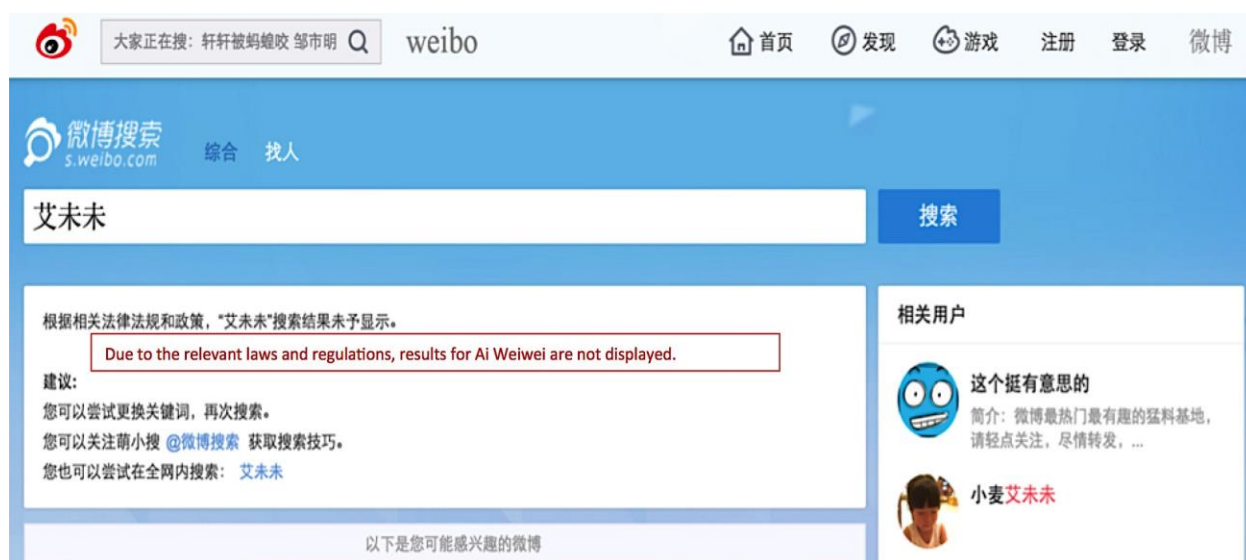 大家正在搜：轩轩被蚂蝗咬 邹市明
weibo
首页
发现
游戏
注册
登录
微博
微博搜索
s.weibo.com
综合
找人
艾未未
搜索
根据相关法律法规和政策，“艾未未”搜索结果未予显示。
Due to the relevant laws and regulations, results for Ai Weiwei are not displayed.
建议:
您可以尝试更换关键词，再次搜索。
您可以关注萌小搜 @微博搜索 获取搜索技巧。
您也可以尝试在全网内搜索： 艾未未
以下是您可能感兴趣的微博
相关用户
这个挺有意思的
简介：微博最热门最有趣的猛料基地，
请轻点关注，尽情转发，...
小麦艾未未